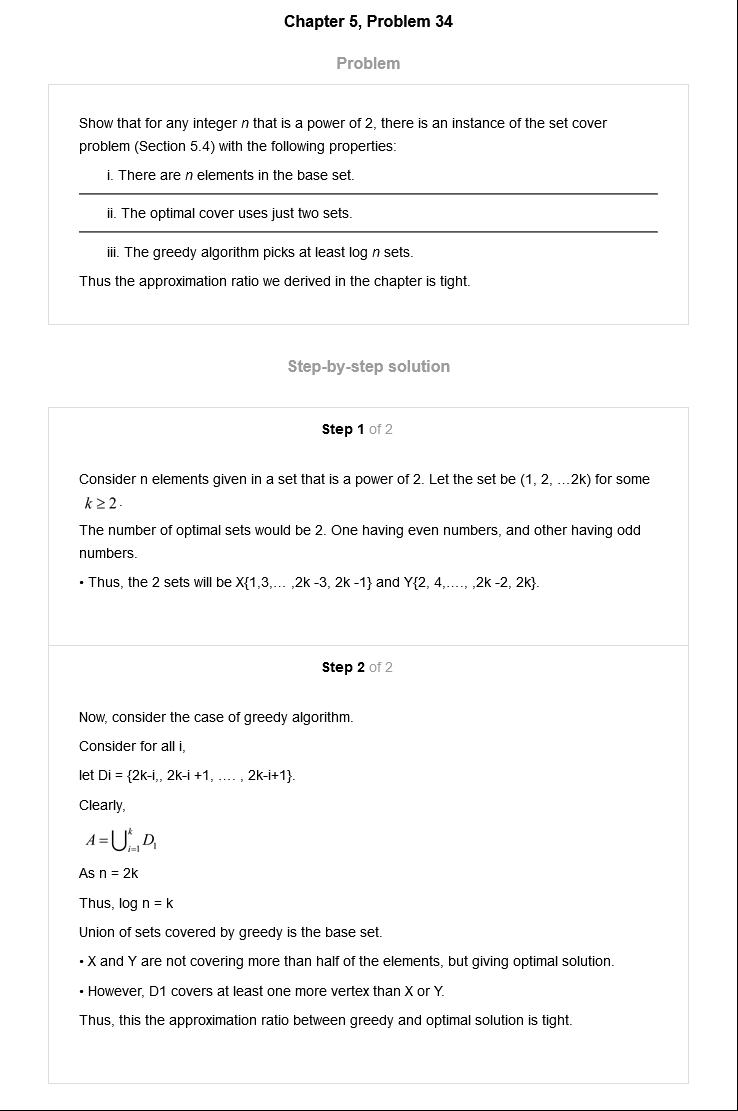 Chapter 5, Problem 34
Problem
Show that for any integer n that is a power of 2, there is an instance of the set cover
problem (Section 5.4) with the following properties:
i. There are n elements in the base set.
ii. The optimal cover uses just two sets.
iii. The greedy algorithm picks at least log n sets.
Thus the approximation ratio we derived in the chapter is tight.
Step-by-step solution
Step 1 of 2
Consider n elements given in a set that is a power of 2. Let the set be (1, 2, …2k) for some
k ≥ 2.
The number of optimal sets would be 2. One having even numbers, and other having odd
numbers.
• Thus, the 2 sets will be X{1,3,... ,2k -3, 2k -1} and Y{2, 4,...., ,2k -2, 2k}.
Step 2 of 2
Now, consider the case of greedy algorithm.
Consider for all i,
let Di = {2k-i,, 2k-i +1, …. , 2k-i+1}.
Clearly,
A = ⋃ᵏᵢ₌₁ D₁
As n = 2k
Thus, log n = k
Union of sets covered by greedy is the base set.
• X and Y are not covering more than half of the elements, but giving optimal solution.
• However, D1 covers at least one more vertex than X or Y.
Thus, this the approximation ratio between greedy and optimal solution is tight.